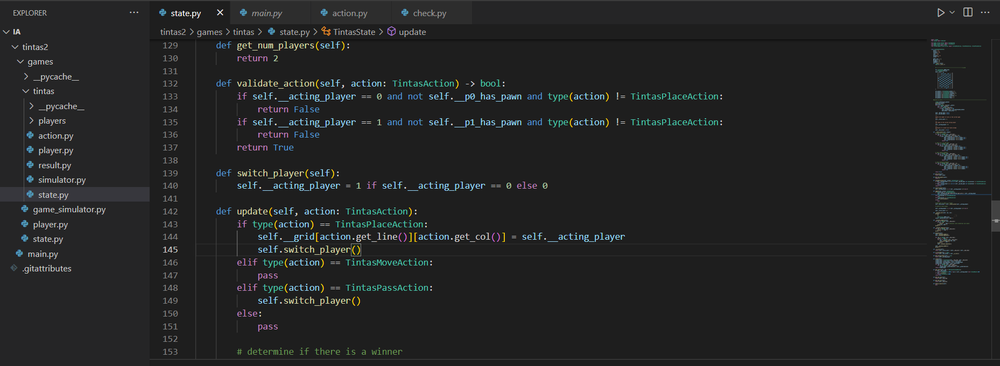 EXPLORER
IA
tintas2
games
__pycache__
tintas
__pycache__
players
action.py
player.py
result.py
simulator.py
state.py
game_simulator.py
player.py
state.py
main.py
.gitattributes
state.py main.py action.py check.py
tintas2 > games > tintas > state.py > TintasState > update
129 def get_num_players(self):
130 return 2
131
132 def validate_action(self, action: TintasAction) -> bool:
133 if self.__acting_player == 0 and not self.__p0_has_pawn and type(action) != TintasPlaceAction:
134 return False
135 if self.__acting_player == 1 and not self.__p1_has_pawn and type(action) != TintasPlaceAction:
136 return False
137 return True
138
139 def switch_player(self):
140 self.__acting_player = 1 if self.__acting_player == 0 else 0
141
142 def update(self, action: TintasAction):
143 if type(action) == TintasPlaceAction:
144 self.__grid[action.get_line()][action.get_col()] = self.__acting_player
145 self.switch_player()
146 elif type(action) == TintasMoveAction:
147 pass
148 elif type(action) == TintasPassAction:
149 self.switch_player()
150 else:
151 pass
152
153 # determine if there is a winner